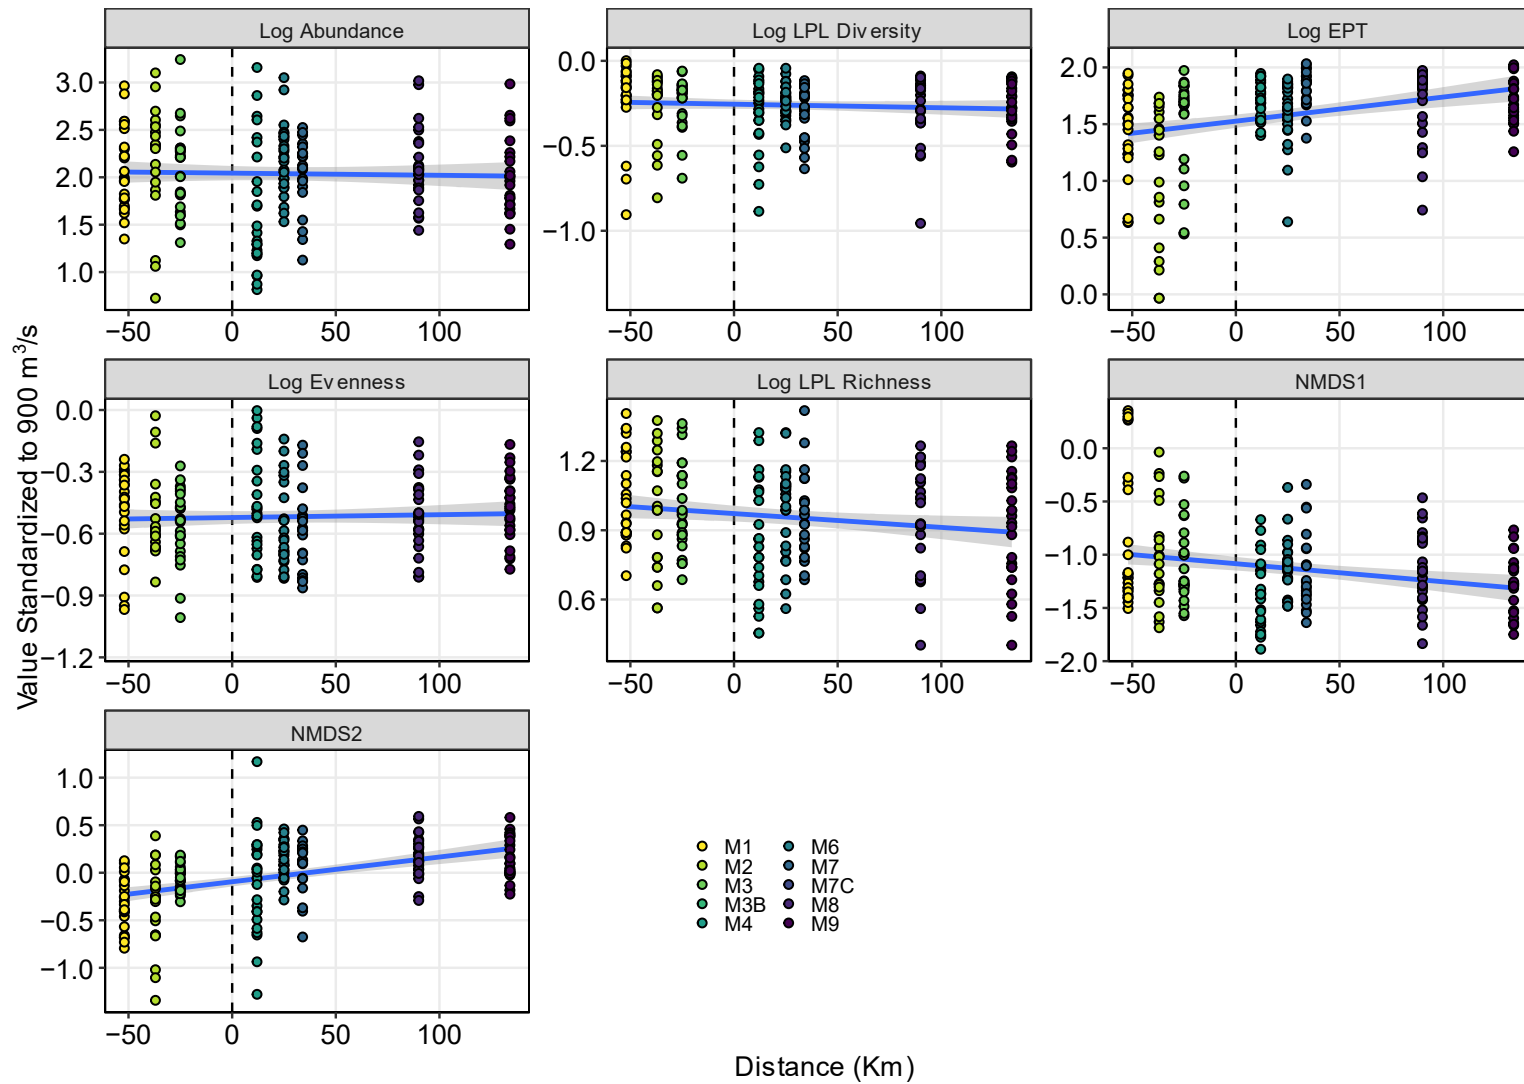 Log Abundance
Log LPL Diversity
Log EPT
3.0
2.5
2.0
1.5
1.0
0.0
−0.5
−1.0
2.0
1.5
1.0
0.5
0.0
−50 0 50 100
−50 0 50 100
−50 0 50 100
Value Standardized to 900 m³/s
Log Evenness
Log LPL Richness
NMDS1
0.0
−0.3
−0.6
−0.9
−1.2
1.2
0.9
0.6
0.0
−0.5
−1.0
−1.5
−2.0
−50 0 50 100
−50 0 50 100
−50 0 50 100
NMDS2
1.0
0.5
0.0
−0.5
−1.0
−50 0 50 100
M1 M6
M2 M7
M3 M7C
M3B M8
M4 M9
Distance (Km)